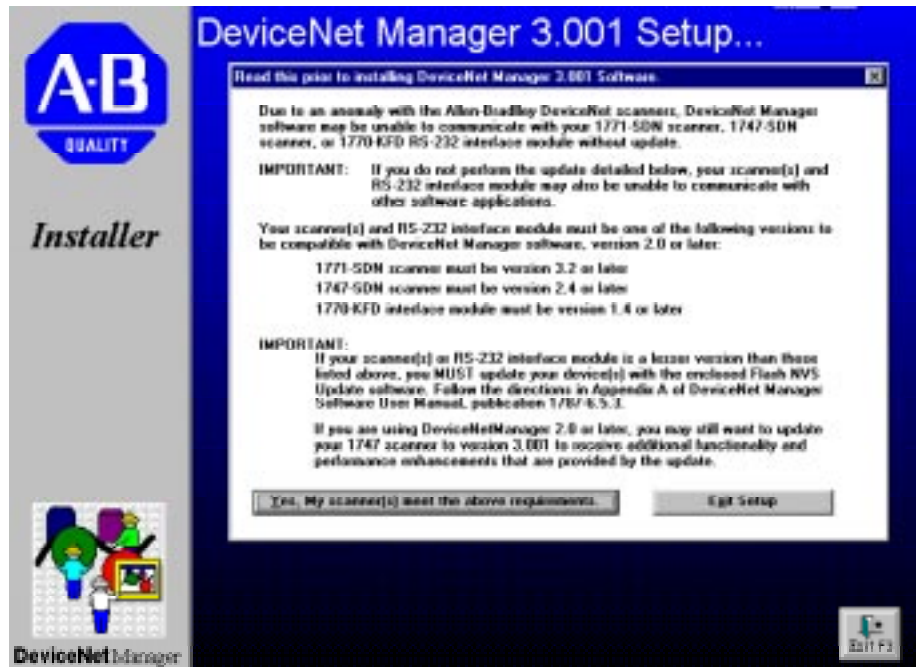 DeviceNet Manager 3.001 Setup...
A·B
QUALITY
Installer
Read this prior to installing DeviceNet Manager 3.001 Software.
Due to an anomaly with the Allen-Bradley DeviceNet scanners, DeviceNet Manager
software may be unable to communicate with your 1771-SDN scanner, 1747-SDN
scanner, or 1770-KFD RS-232 interface module without update.
IMPORTANT: If you do not perform the update detailed below, your scanner(s) and
RS-232 interface module may also be unable to communicate with
other software applications.
Your scanner(s) and RS-232 interface module must be one of the following versions to
be compatible with DeviceNet Manager software, version 2.0 or later:
1771-SDN scanner must be version 3.2 or later
1747-SDN scanner must be version 2.4 or later
1770-KFD interface module must be version 1.4 or later
IMPORTANT:
If your scanner(s) or RS-232 interface module is a lesser version than those
listed above, you MUST update your device(s) with the enclosed Flash NVS
Update software. Follow the directions in Appendix A of DeviceNet Manager
Software User Manual, publication 1787-6.5.3.
If you are using DeviceNetManager 2.0 or later, you may still want to update
your 1747 scanner to version 3.001 to receive additional functionality and
performance enhancements that are provided by the update.
Yes, My scanner(s) meet the above requirements.
Exit Setup
DeviceNet Manager
Exit F3